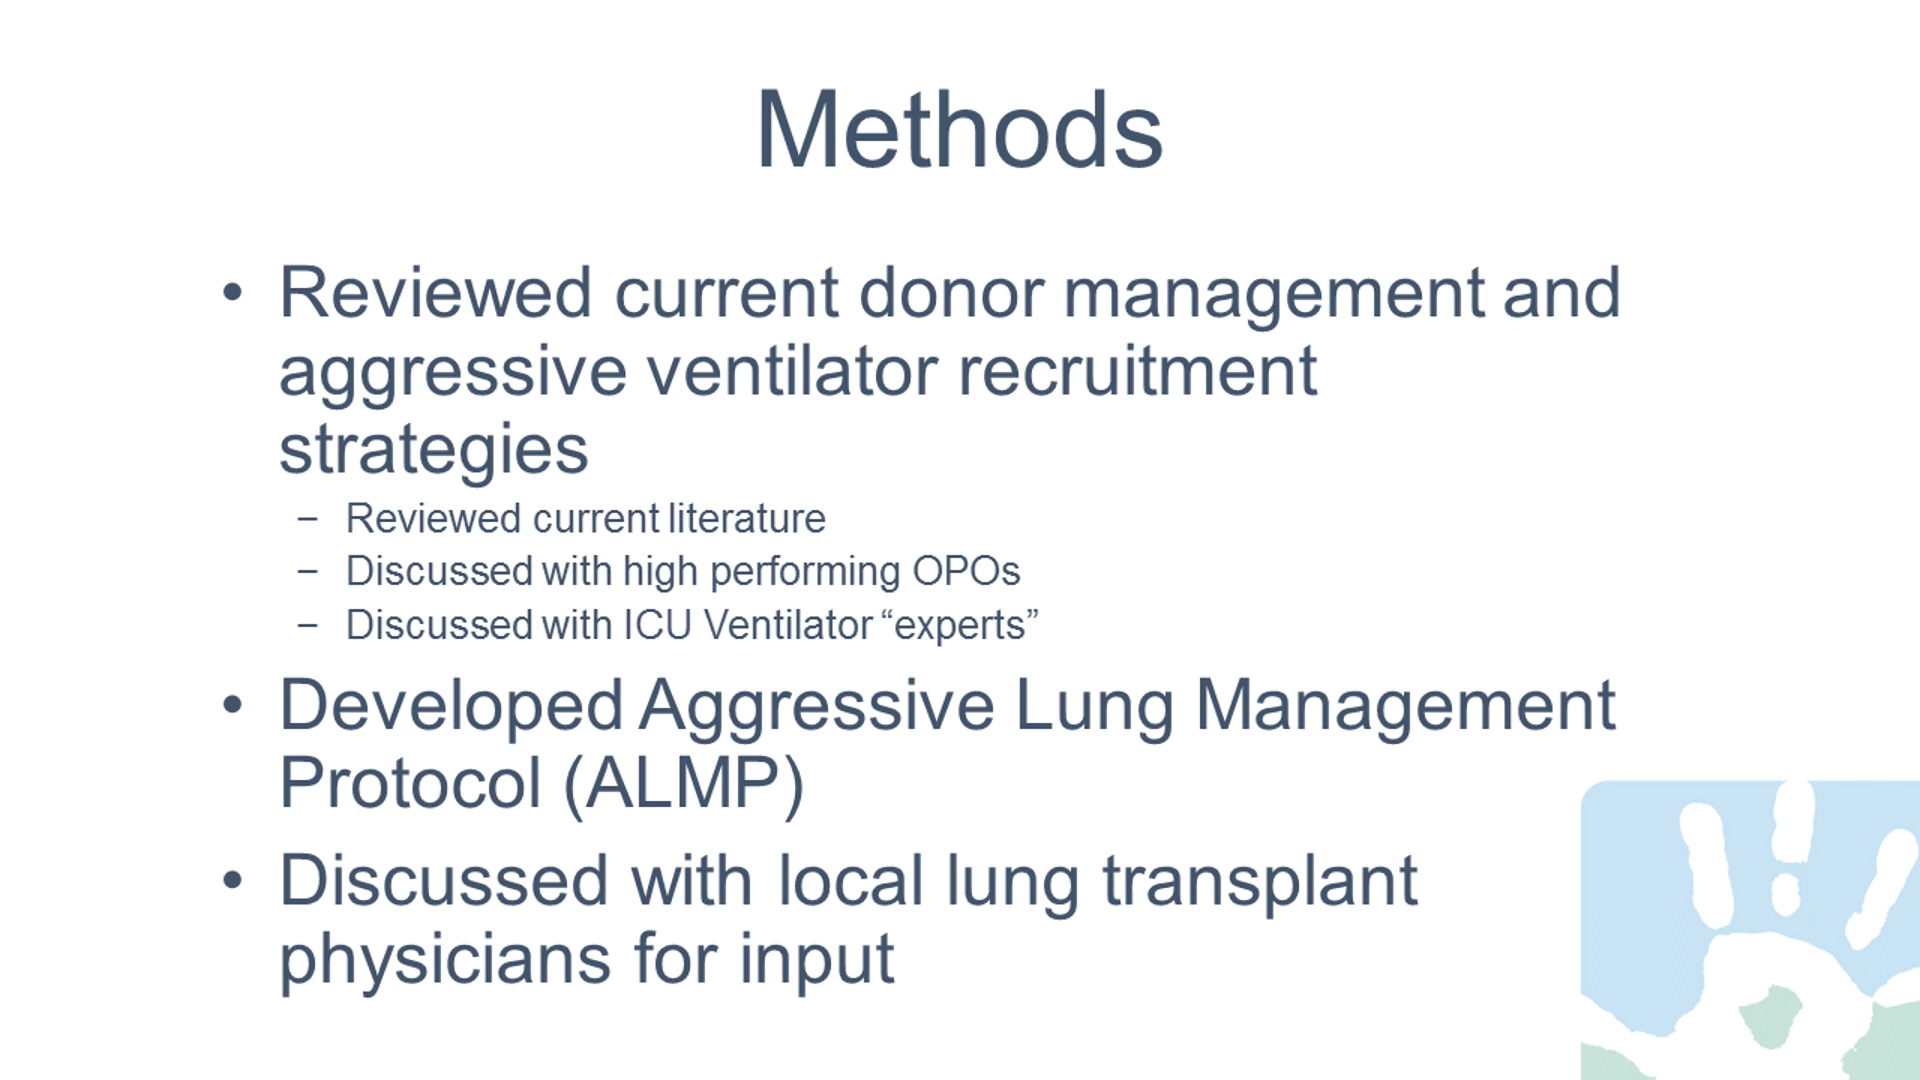 Methods
• Reviewed current donor management and
aggressive ventilator recruitment
strategies
– Reviewed current literature
– Discussed with high performing OPOs
– Discussed with ICU Ventilator “experts”
• Developed Aggressive Lung Management
Protocol (ALMP)
• Discussed with local lung transplant
physicians for input